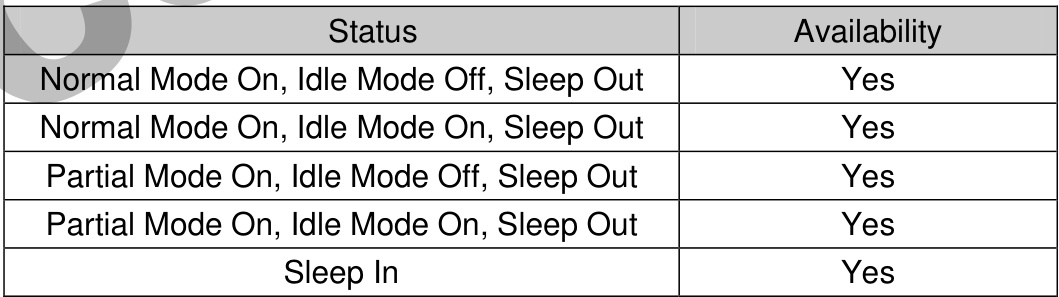 Status Availability
Normal Mode On, Idle Mode Off, Sleep Out Yes
Normal Mode On, Idle Mode On, Sleep Out Yes
Partial Mode On, Idle Mode Off, Sleep Out Yes
Partial Mode On, Idle Mode On, Sleep Out Yes
Sleep In Yes